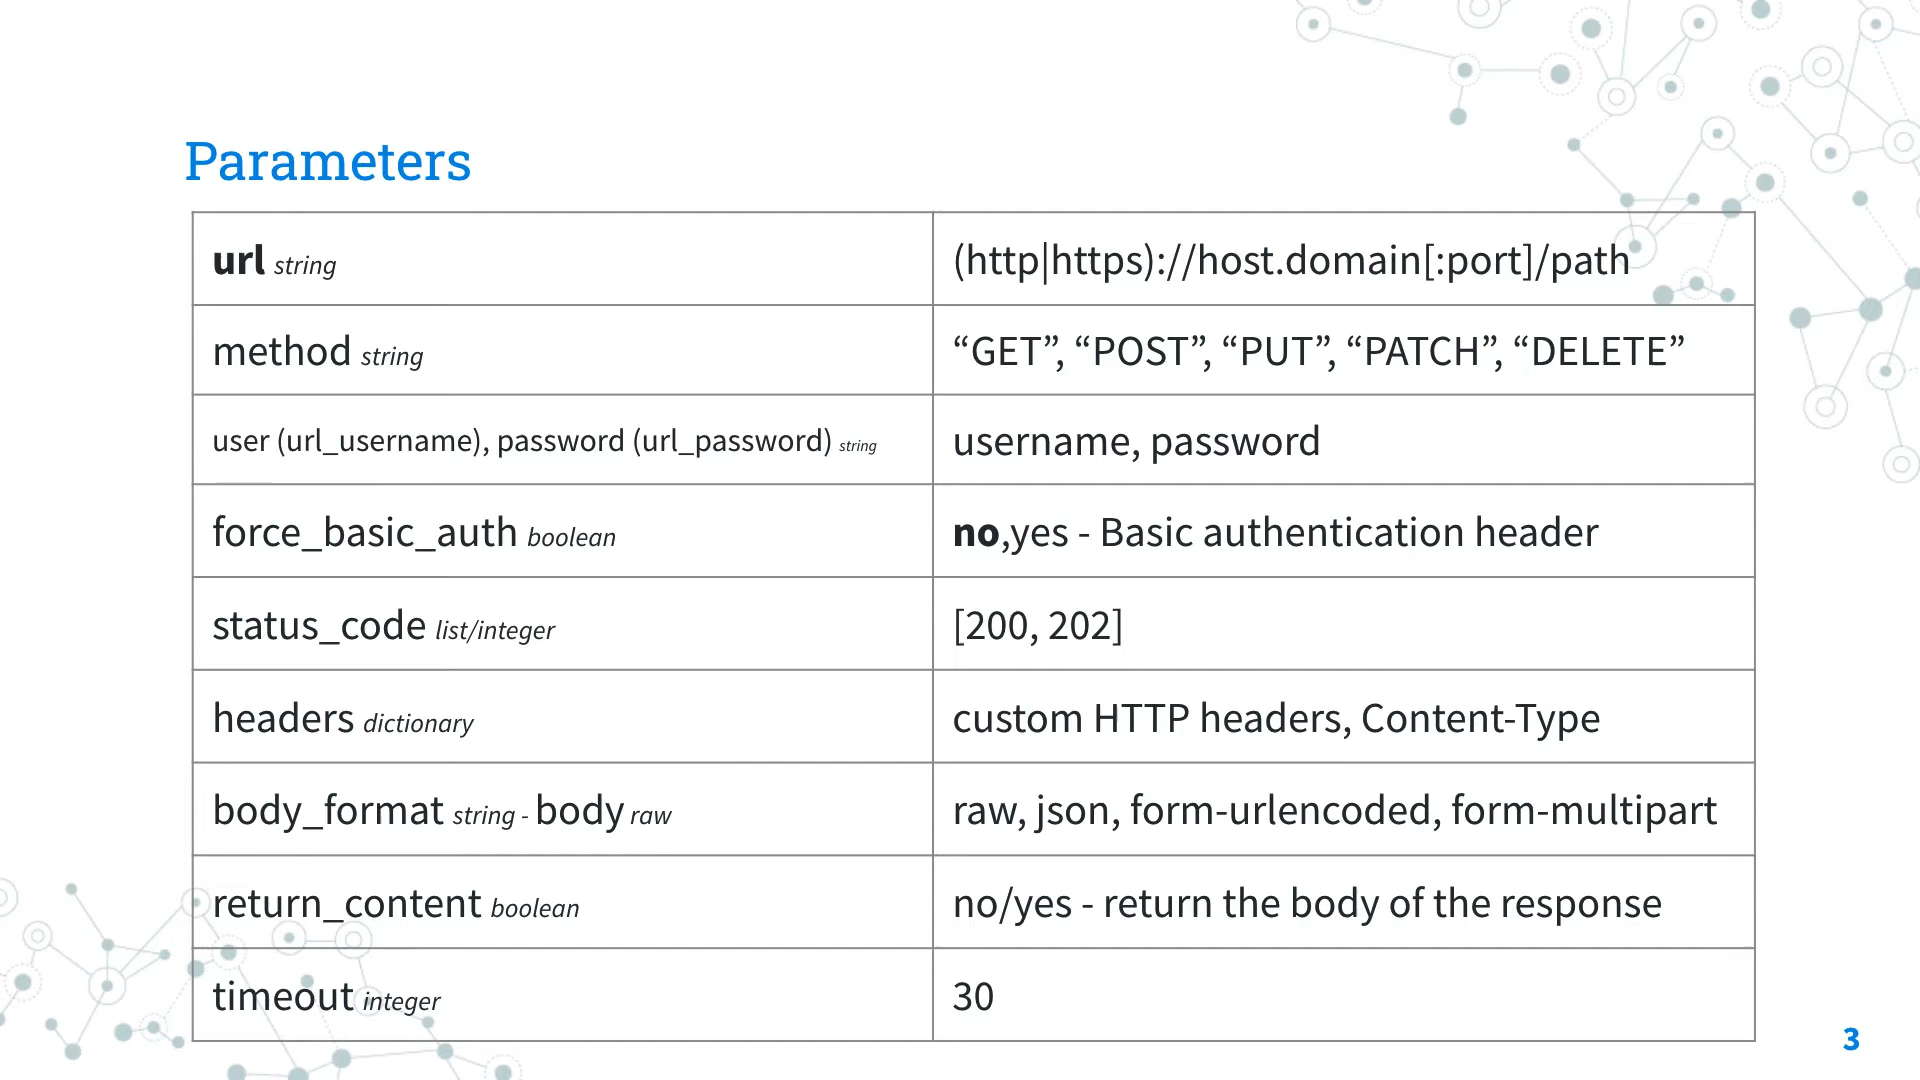 Parameters
url string
(http|https)://host.domain[:port]/path
method string
“GET”, “POST”, “PUT”, “PATCH”, “DELETE”
user (url_username), password (url_password) string
username, password
force_basic_auth boolean
no,yes - Basic authentication header
status_code list/integer
[200, 202]
headers dictionary
custom HTTP headers, Content-Type
body_format string - body raw
raw, json, form-urlencoded, form-multipart
return_content boolean
no/yes - return the body of the response
timeout integer
30
3